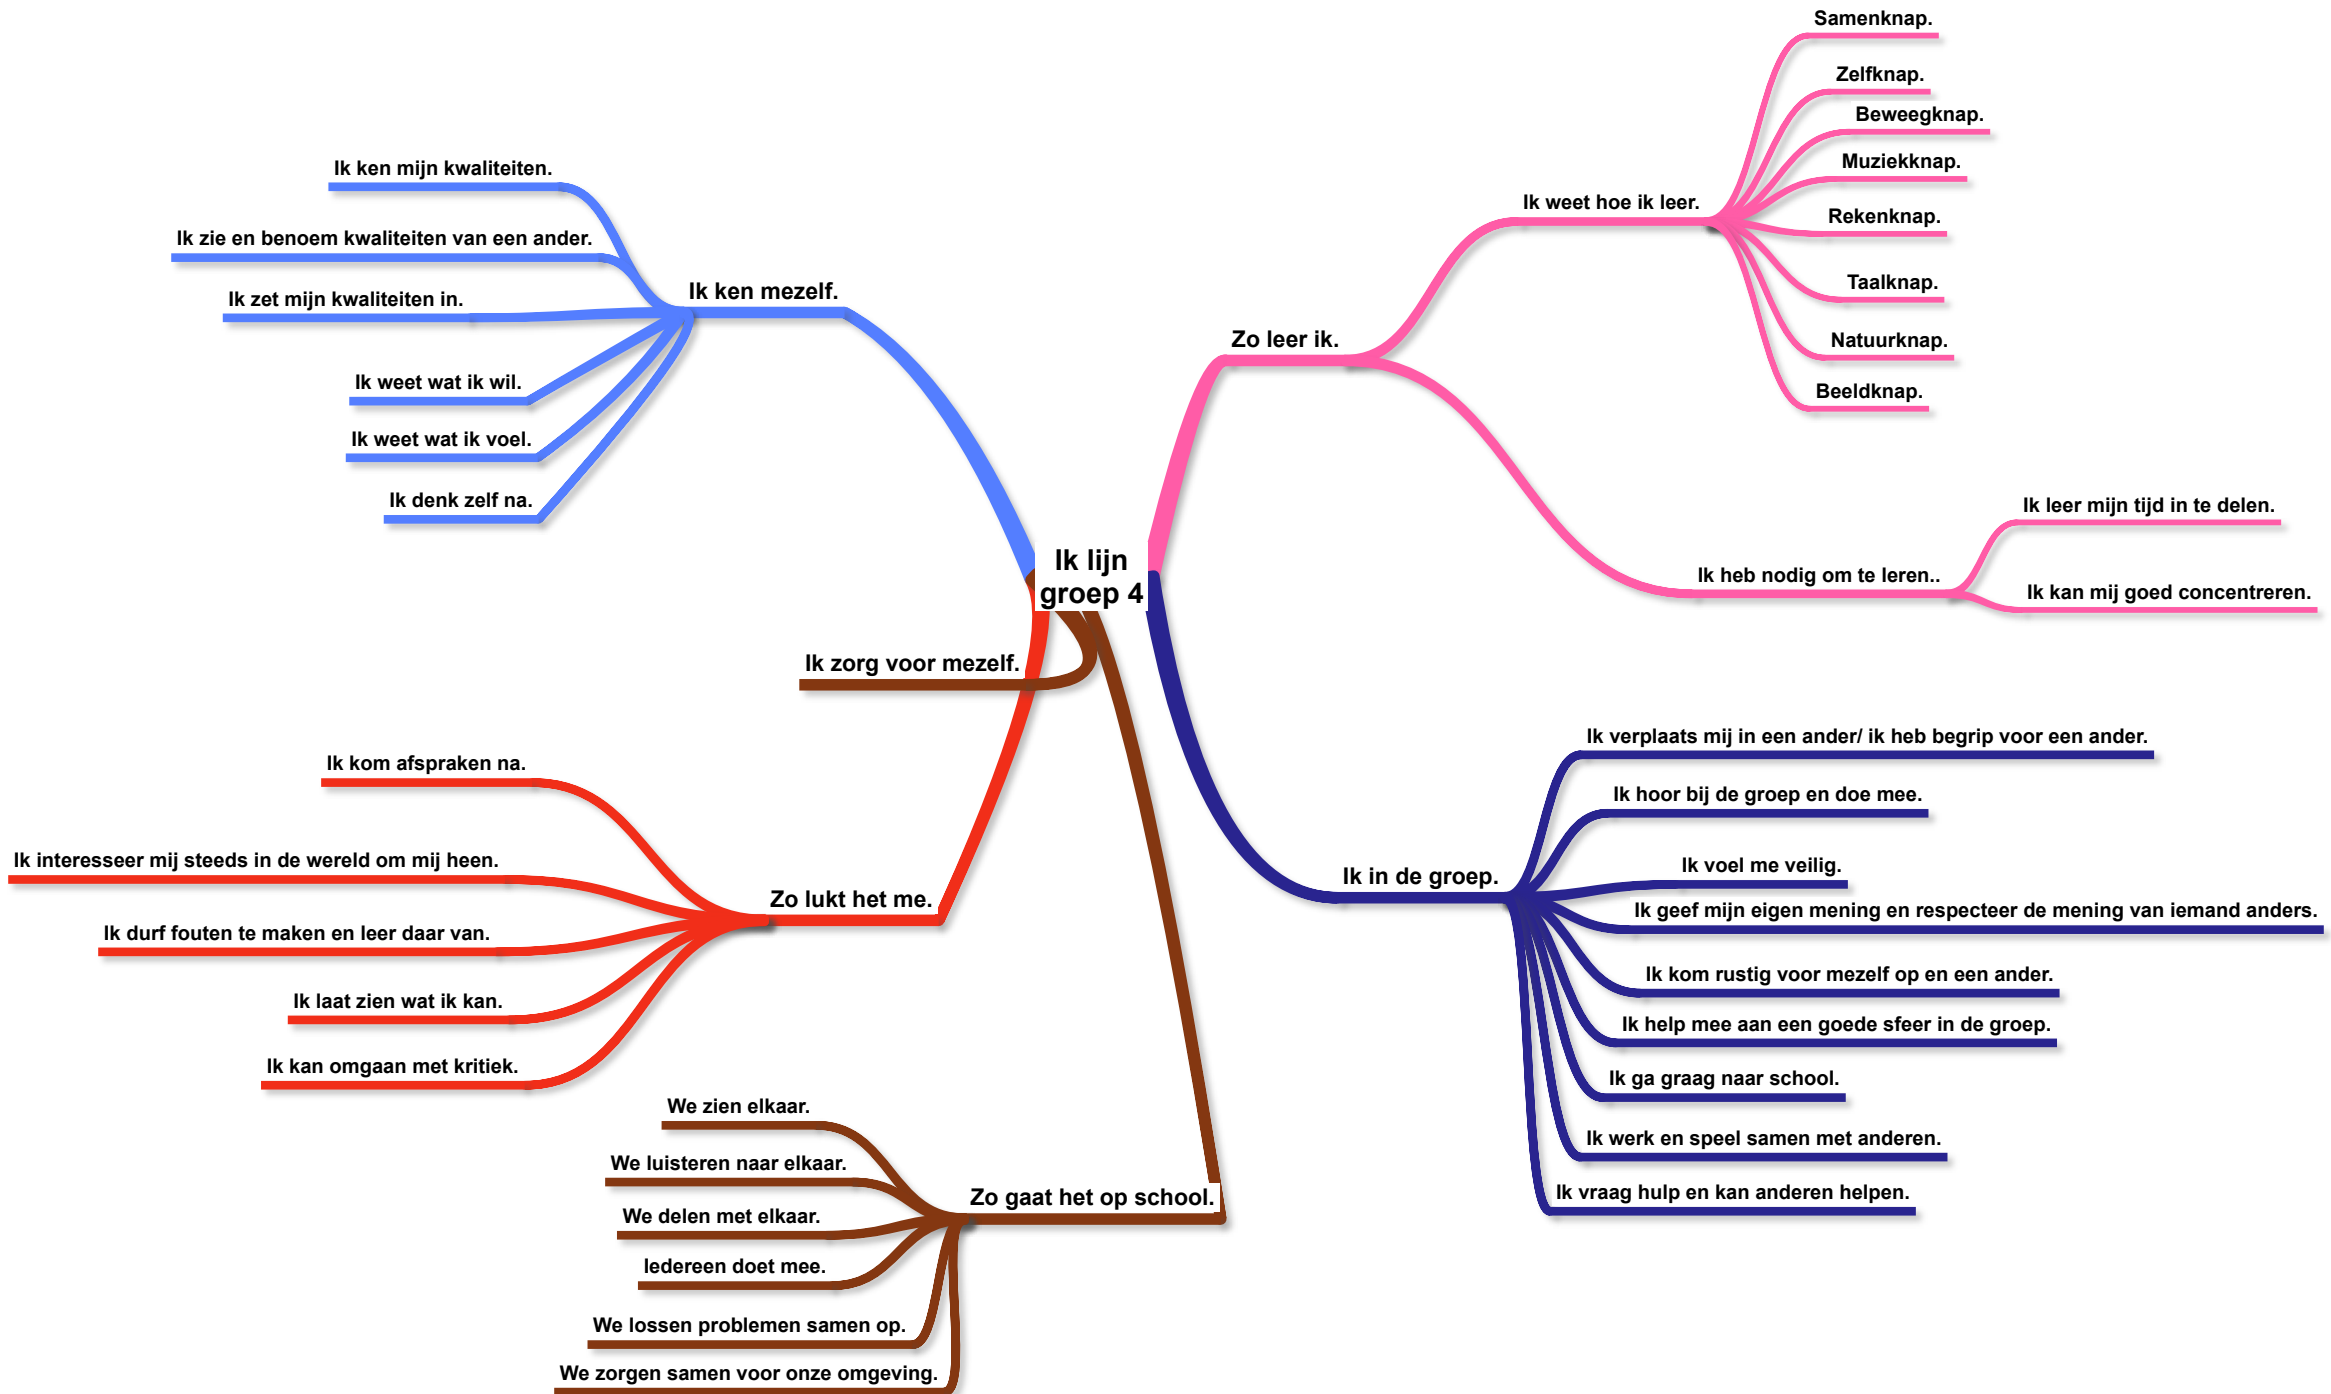 Ik lijn
groep 4
Ik ken mezelf.
Ik ken mijn kwaliteiten.
Ik zie en benoem kwaliteiten van een ander.
Ik zet mijn kwaliteiten in.
Ik weet wat ik wil.
Ik weet wat ik voel.
Ik denk zelf na.
Zo leer ik.
Ik weet hoe ik leer.
Samenknap.
Zelfknap.
Beweegknap.
Muziekknap.
Rekenknap.
Taalknap.
Natuurknap.
Beeldknap.
Ik heb nodig om te leren..
Ik leer mijn tijd in te delen.
Ik kan mij goed concentreren.
Ik zorg voor mezelf.
Zo lukt het me.
Ik kom afspraken na.
Ik interesseer mij steeds in de wereld om mij heen.
Ik durf fouten te maken en leer daar van.
Ik laat zien wat ik kan.
Ik kan omgaan met kritiek.
Ik in de groep.
Ik verplaats mij in een ander/ ik heb begrip voor een ander.
Ik hoor bij de groep en doe mee.
Ik voel me veilig.
Ik geef mijn eigen mening en respecteer de mening van iemand anders.
Ik kom rustig voor mezelf op en een ander.
Ik help mee aan een goede sfeer in de groep.
Ik ga graag naar school.
Ik werk en speel samen met anderen.
Ik vraag hulp en kan anderen helpen.
Zo gaat het op school.
We zien elkaar.
We luisteren naar elkaar.
We delen met elkaar.
Iedereen doet mee.
We lossen problemen samen op.
We zorgen samen voor onze omgeving.